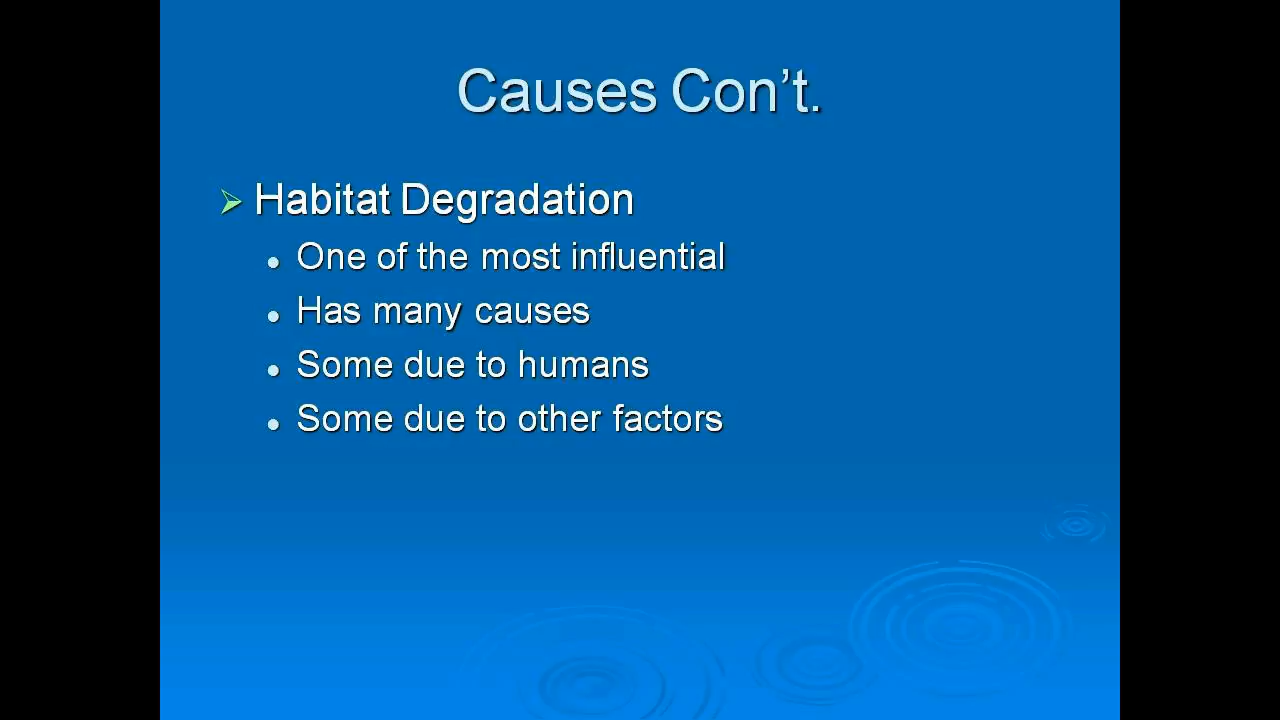 Causes Con’t.
Habitat Degradation
One of the most influential
Has many causes
Some due to humans
Some due to other factors